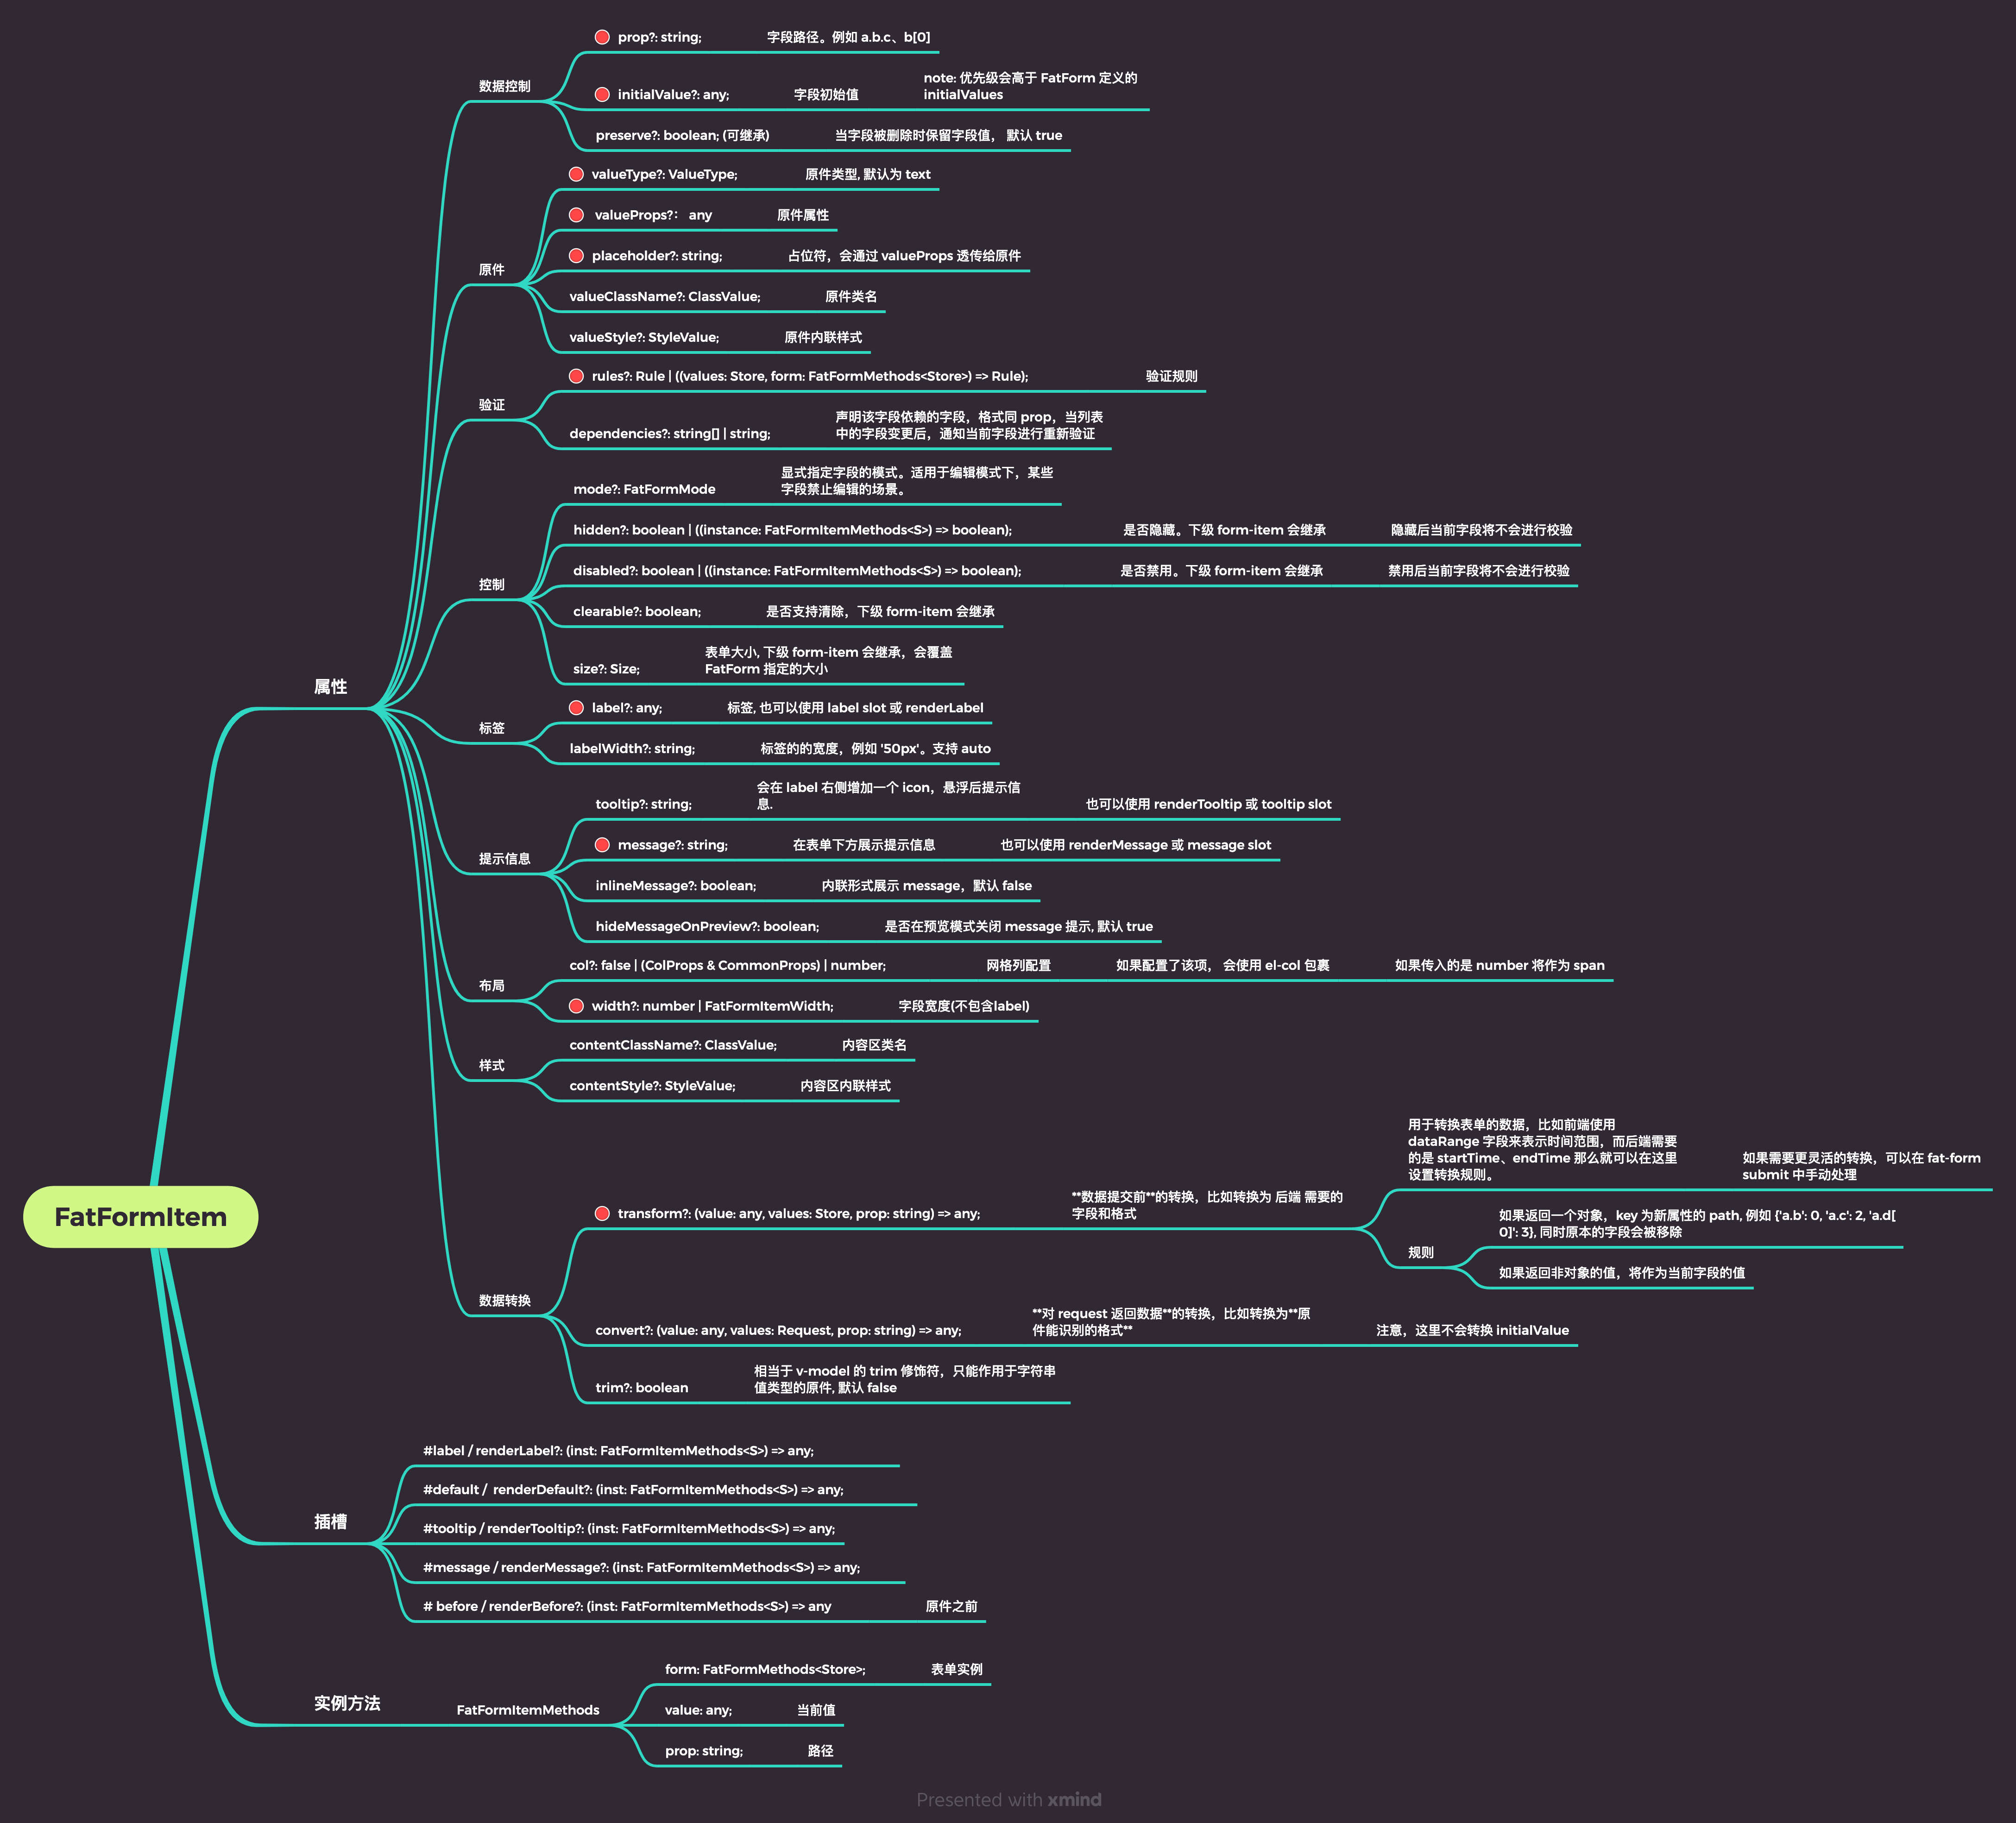 FatFormItem
属性
数据控制
prop?: string; 字段路径。例如 a.b.c、b[0]
initialValue?: any; 字段初始值 note: 优先级会高于 FatForm 定义的
initialValues
preserve?: boolean; (可继承) 当字段被删除时保留字段值， 默认 true
原件
valueType?: ValueType; 原件类型, 默认为 text
valueProps?： any 原件属性
placeholder?: string; 占位符，会通过 valueProps 透传给原件
valueClassName?: ClassValue; 原件类名
valueStyle?: StyleValue; 原件内联样式
验证
rules?: Rule | ((values: Store, form: FatFormMethods<Store>) => Rule); 验证规则
dependencies?: string[] | string; 声明该字段依赖的字段，格式同 prop，当列表
中的字段变更后，通知当前字段进行重新验证
控制
mode?: FatFormMode 显式指定字段的模式。适用于编辑模式下，某些
字段禁止编辑的场景。
hidden?: boolean | ((instance: FatFormItemMethods<S>) => boolean); 是否隐藏。下级 form-item 会继承 隐藏后当前字段将不会进行校验
disabled?: boolean | ((instance: FatFormItemMethods<S>) => boolean); 是否禁用。下级 form-item 会继承 禁用后当前字段将不会进行校验
clearable?: boolean; 是否支持清除，下级 form-item 会继承
size?: Size; 表单大小, 下级 form-item 会继承，会覆盖
FatForm 指定的大小
标签
label?: any; 标签, 也可以使用 label slot 或 renderLabel
labelWidth?: string; 标签的的宽度，例如 '50px'。支持 auto
提示信息
tooltip?: string; 会在 label 右侧增加一个 icon，悬浮后提示信
息. 也可以使用 renderTooltip 或 tooltip slot
message?: string; 在表单下方展示提示信息 也可以使用 renderMessage 或 message slot
inlineMessage?: boolean; 内联形式展示 message，默认 false
hideMessageOnPreview?: boolean; 是否在预览模式关闭 message 提示, 默认 true
布局
col?: false | (ColProps & CommonProps) | number; 网格列配置 如果配置了该项， 会使用 el-col 包裹 如果传入的是 number 将作为 span
width?: number | FatFormItemWidth; 字段宽度(不包含label)
样式
contentClassName?: ClassValue; 内容区类名
contentStyle?: StyleValue; 内容区内联样式
数据转换
transform?: (value: any, values: Store, prop: string) => any; **数据提交前**的转换，比如转换为 后端 需要的
字段和格式
用于转换表单的数据，比如前端使用
dataRange 字段来表示时间范围，而后端需要
的是 startTime、endTime 那么就可以在这里
设置转换规则。
如果需要更灵活的转换，可以在 fat-form
submit 中手动处理
规则
如果返回一个对象，key 为新属性的 path, 例如 {'a.b': 0, 'a.c': 2, 'a.d[
0]': 3}, 同时原本的字段会被移除
如果返回非对象的值，将作为当前字段的值
convert?: (value: any, values: Request, prop: string) => any; **对 request 返回数据**的转换，比如转换为**原
件能识别的格式** 注意，这里不会转换 initialValue
trim?: boolean 相当于 v-model 的 trim 修饰符，只能作用于字符串
值类型的原件, 默认 false
插槽
#label / renderLabel?: (inst: FatFormItemMethods<S>) => any;
#default /  renderDefault?: (inst: FatFormItemMethods<S>) => any;
#tooltip / renderTooltip?: (inst: FatFormItemMethods<S>) => any;
#message / renderMessage?: (inst: FatFormItemMethods<S>) => any;
# before / renderBefore?: (inst: FatFormItemMethods<S>) => any 原件之前
实例方法
FatFormItemMethods
form: FatFormMethods<Store>; 表单实例
value: any; 当前值
prop: string; 路径
Presented with xmind